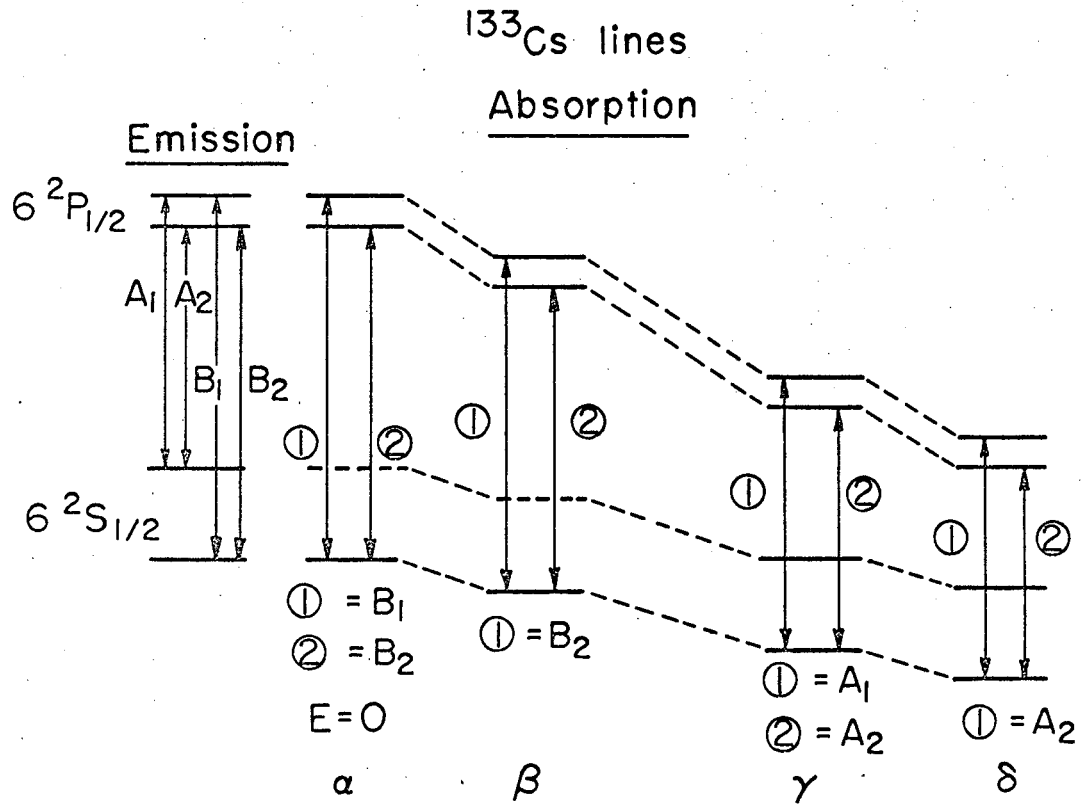 ¹³³Cs lines
Absorption
Emission
6 ²P₁/₂
A₁ A₂
B₁ B₂
① ②
① ②
① ②
① ②
6 ²S₁/₂
① = B₁
② = B₂
E = 0
① = B₂
① = A₁
② = A₂
① = A₂
α β γ δ